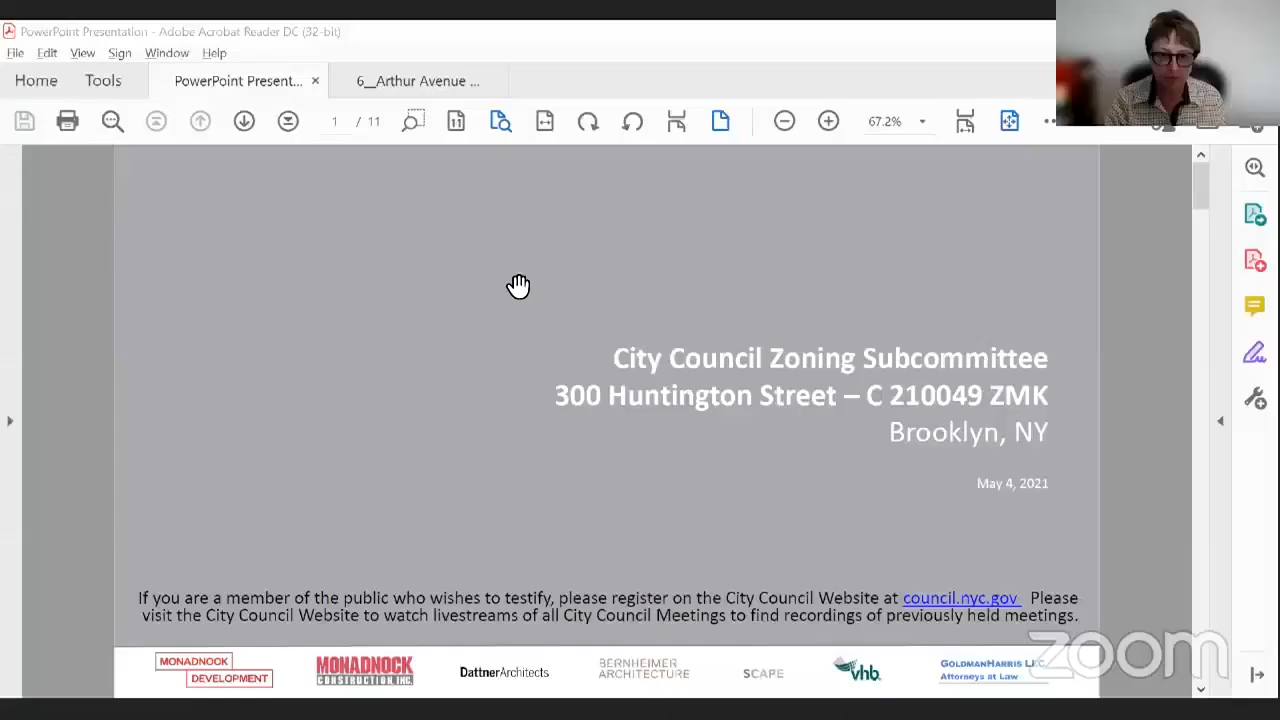 PowerPoint Presentation - Adobe Acrobat Reader DC (32-bit)
File Edit View Sign Window Help
Home Tools PowerPoint Present... × 6__Arthur Avenue ...
1 / 11 67.2%
City Council Zoning Subcommittee
300 Huntington Street – C 210049 ZMK
Brooklyn, NY
May 4, 2021
If you are a member of the public who wishes to testify, please register on the City Council Website at council.nyc.gov Please
visit the City Council Website to watch livestreams of all City Council Meetings to find recordings of previously held meetings.
MONADNOCK
DEVELOPMENT
MONADNOCK
CONSTRUCTION, INC.
DattnerArchitects
BERNHEIMER
ARCHITECTURE
SCAPE
vhb
GOLDMANHARRIS LLC
Attorneys at Law
zoom